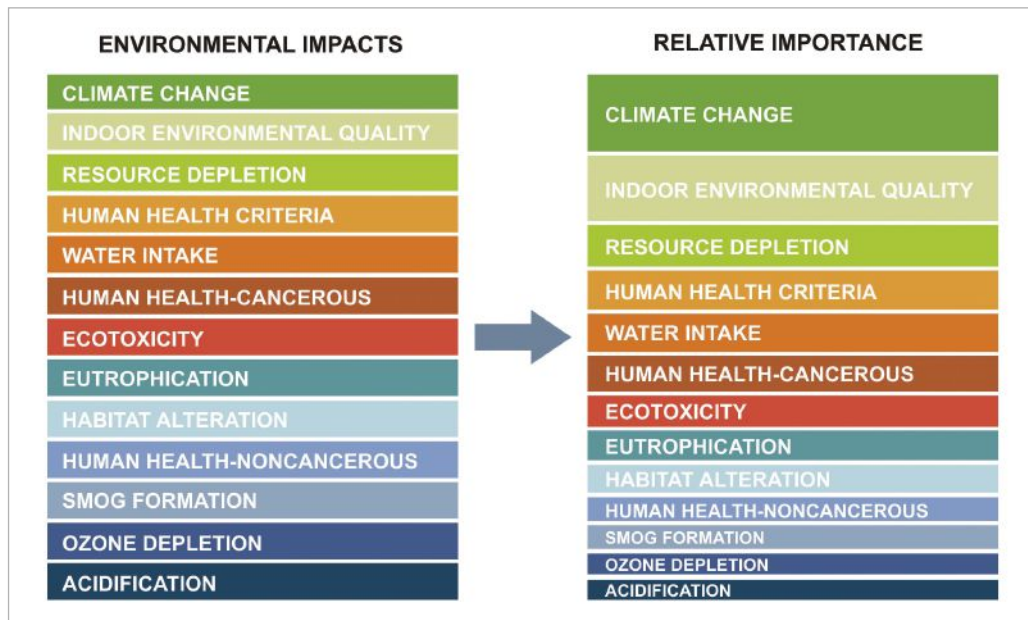 ENVIRONMENTAL IMPACTS
CLIMATE CHANGE
INDOOR ENVIRONMENTAL QUALITY
RESOURCE DEPLETION
HUMAN HEALTH CRITERIA
WATER INTAKE
HUMAN HEALTH-CANCEROUS
ECOTOXICITY
EUTROPHICATION
HABITAT ALTERATION
HUMAN HEALTH-NONCANCEROUS
SMOG FORMATION
OZONE DEPLETION
ACIDIFICATION
RELATIVE IMPORTANCE
CLIMATE CHANGE
INDOOR ENVIRONMENTAL QUALITY
RESOURCE DEPLETION
HUMAN HEALTH CRITERIA
WATER INTAKE
HUMAN HEALTH-CANCEROUS
ECOTOXICITY
EUTROPHICATION
HABITAT ALTERATION
HUMAN HEALTH-NONCANCEROUS
SMOG FORMATION
OZONE DEPLETION
ACIDIFICATION